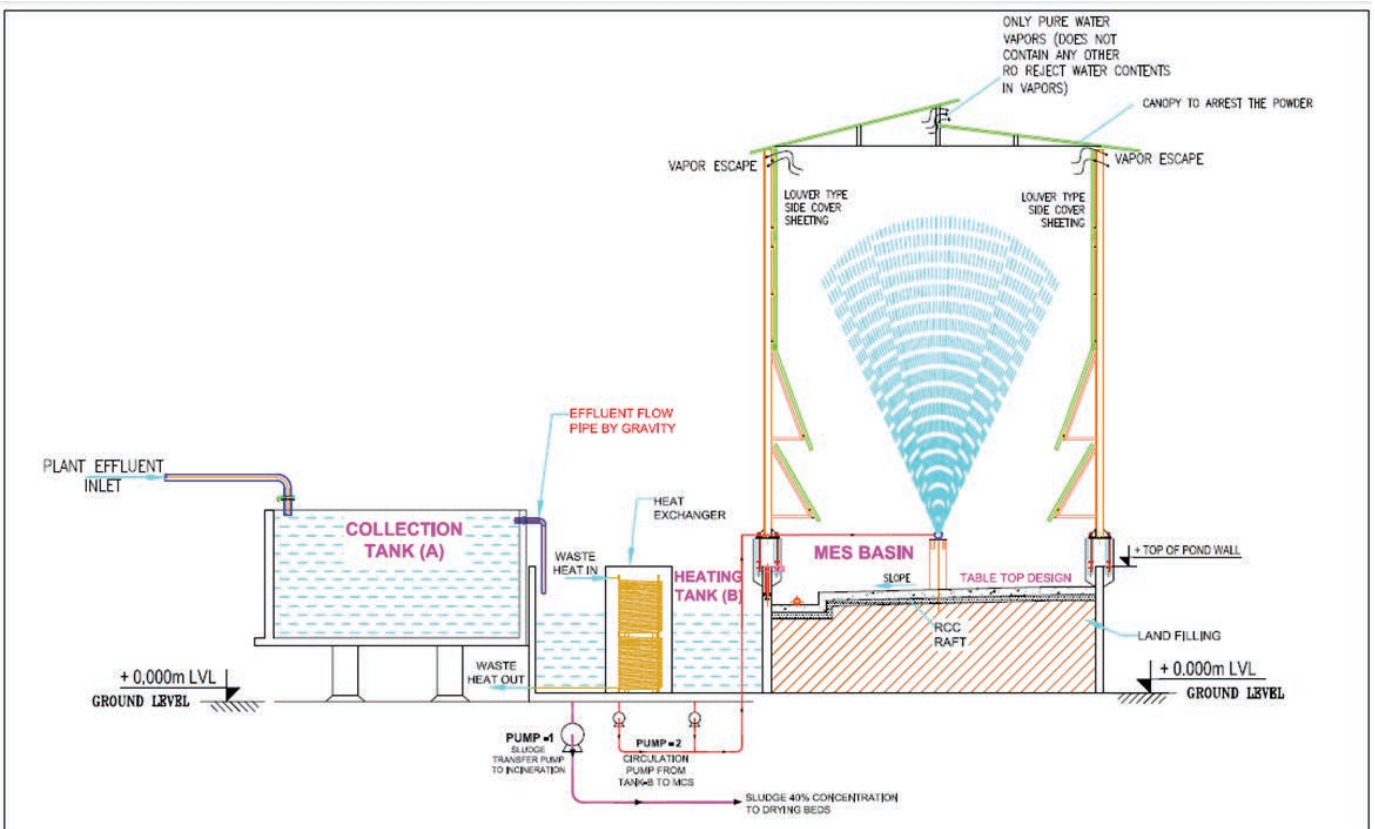 ONLY PURE WATER
VAPORS (DOES NOT
CONTAIN ANY OTHER
RO REJECT WATER CONTENTS
IN VAPORS)
CANOPY TO ARREST THE POWDER
VAPOR ESCAPE
VAPOR ESCAPE
LOUVER TYPE
SIDE COVER
SHEETING
LOUVER TYPE
SIDE COVER
SHEETING
EFFLUENT FLOW
PIPE BY GRAVITY
PLANT EFFLUENT
INLET
HEAT
EXCHANGER
COLLECTION
TANK (A)
WASTE
HEAT IN
HEATING
TANK (B)
MES BASIN
+ TOP OF POND WALL
SLOPE
TABLE TOP DESIGN
RCC
RAFT
LAND FILLING
WASTE
HEAT OUT
+ 0,000m LVL
GROUND LEVEL
+ 0.000m LVL
GROUND LEVEL
PUMP =1
SLUDGE
TRANSFER PUMP
TO INCINERATION
PUMP =2
CIRCULATION
PUMP FROM
TANK-B TO MCS
SLUDGE 40% CONCENTRATION
TO DRYING BEDS